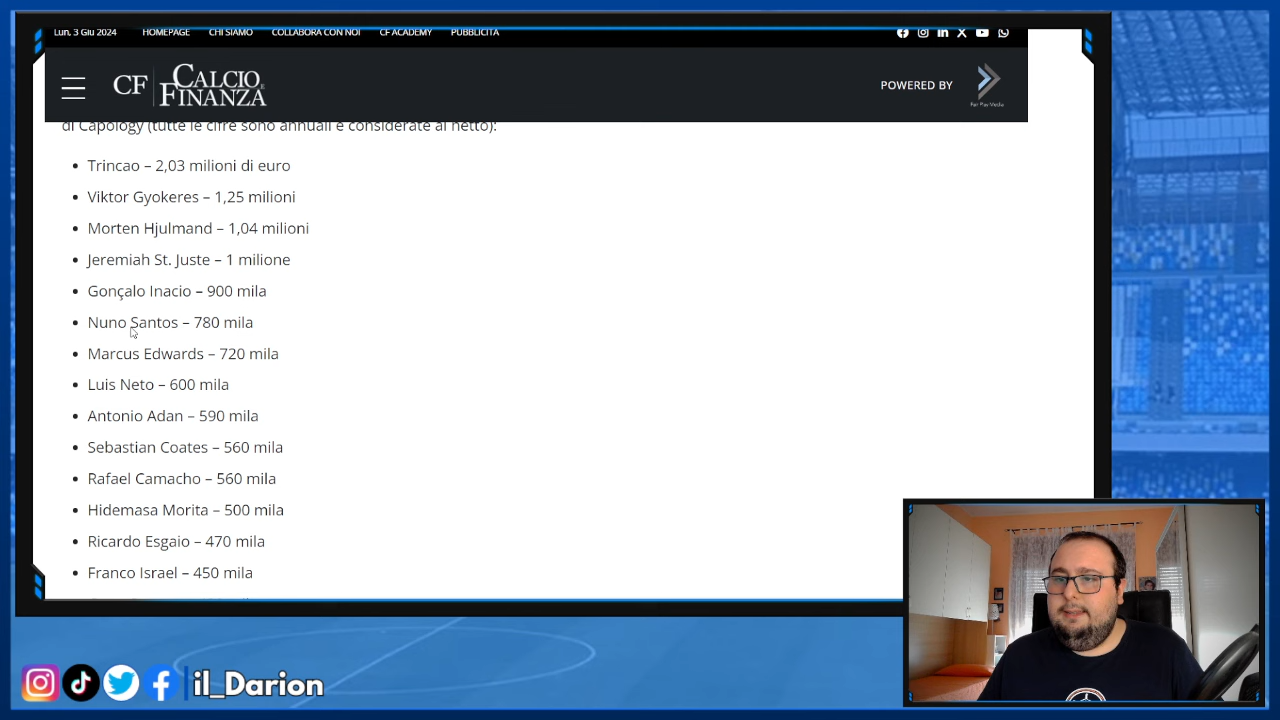 Lun, 3 Giu 2024 HOMEPAGE CHI SIAMO COLLABORA CON NOI CF ACADEMY PUBBLICITÀ
CF CALCIO E FINANZA
POWERED BY
Fair Play Media
di Capology (tutte le cifre sono annuali e considerate al netto):
• Trincao – 2,03 milioni di euro
• Viktor Gyokeres – 1,25 milioni
• Morten Hjulmand – 1,04 milioni
• Jeremiah St. Juste – 1 milione
• Gonçalo Inacio – 900 mila
• Nuno Santos – 780 mila
• Marcus Edwards – 720 mila
• Luis Neto – 600 mila
• Antonio Adan – 590 mila
• Sebastian Coates – 560 mila
• Rafael Camacho – 560 mila
• Hidemasa Morita – 500 mila
• Ricardo Esgaio – 470 mila
• Franco Israel – 450 mila
il_Darion